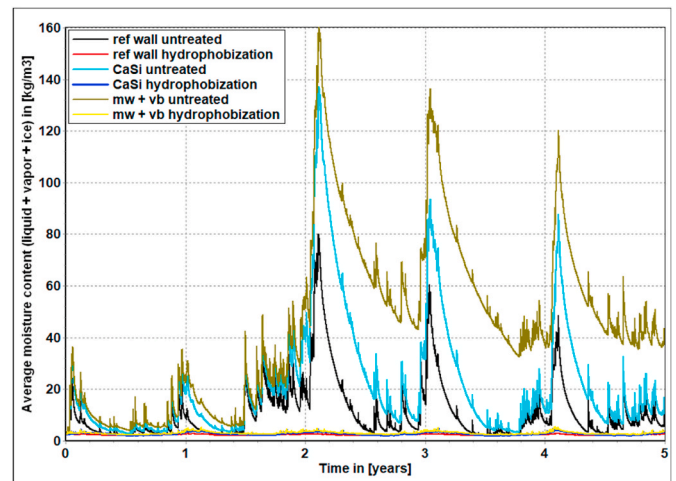 160
140
120
100
80
60
40
20
0
Average moisture content (liquid + vapor + ice) in [kg/m3]
ref wall untreated
ref wall hydrophobization
CaSi untreated
CaSi hydrophobization
mw + vb untreated
mw + vb hydrophobization
0 1 2 3 4 5
Time in [years]